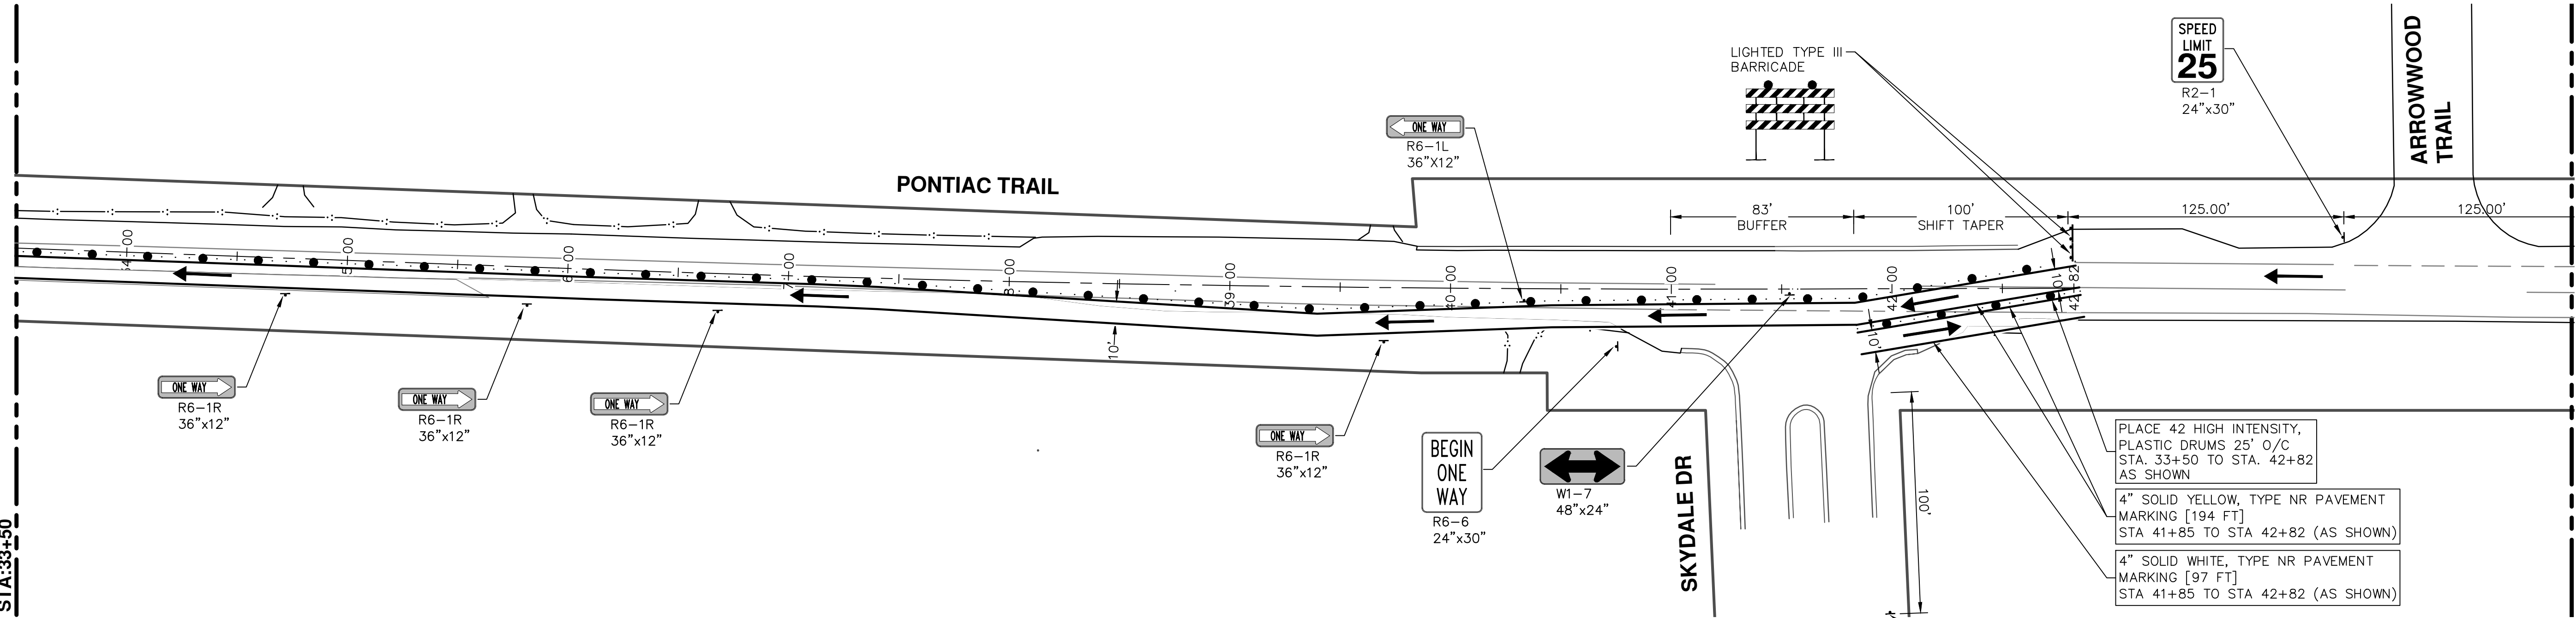 SPEED
LIMIT
25
R2-1
24"x30"
ARROWWOOD
TRAIL
LIGHTED TYPE III
BARRICADE
ONE WAY
R6-1L
36"X12"
PONTIAC TRAIL
83'
BUFFER
100'
SHIFT TAPER
125.00'
125.00'
5-00
6-00
39-00
40-00
41-00
42-00
42-82
10'
10'
10'
ONE WAY
R6-1R
36"x12"
ONE WAY
R6-1R
36"x12"
ONE WAY
R6-1R
36"x12"
ONE WAY
R6-1R
36"x12"
BEGIN
ONE
WAY
R6-6
24"x30"
W1-7
48"x24"
SKYDALE DR
100'
PLACE 42 HIGH INTENSITY,
PLASTIC DRUMS 25' O/C
STA. 33+50 TO STA. 42+82
AS SHOWN
4" SOLID YELLOW, TYPE NR PAVEMENT
MARKING [194 FT]
STA 41+85 TO STA 42+82 (AS SHOWN)
4" SOLID WHITE, TYPE NR PAVEMENT
MARKING [97 FT]
STA 41+85 TO STA 42+82 (AS SHOWN)
STA:33+50